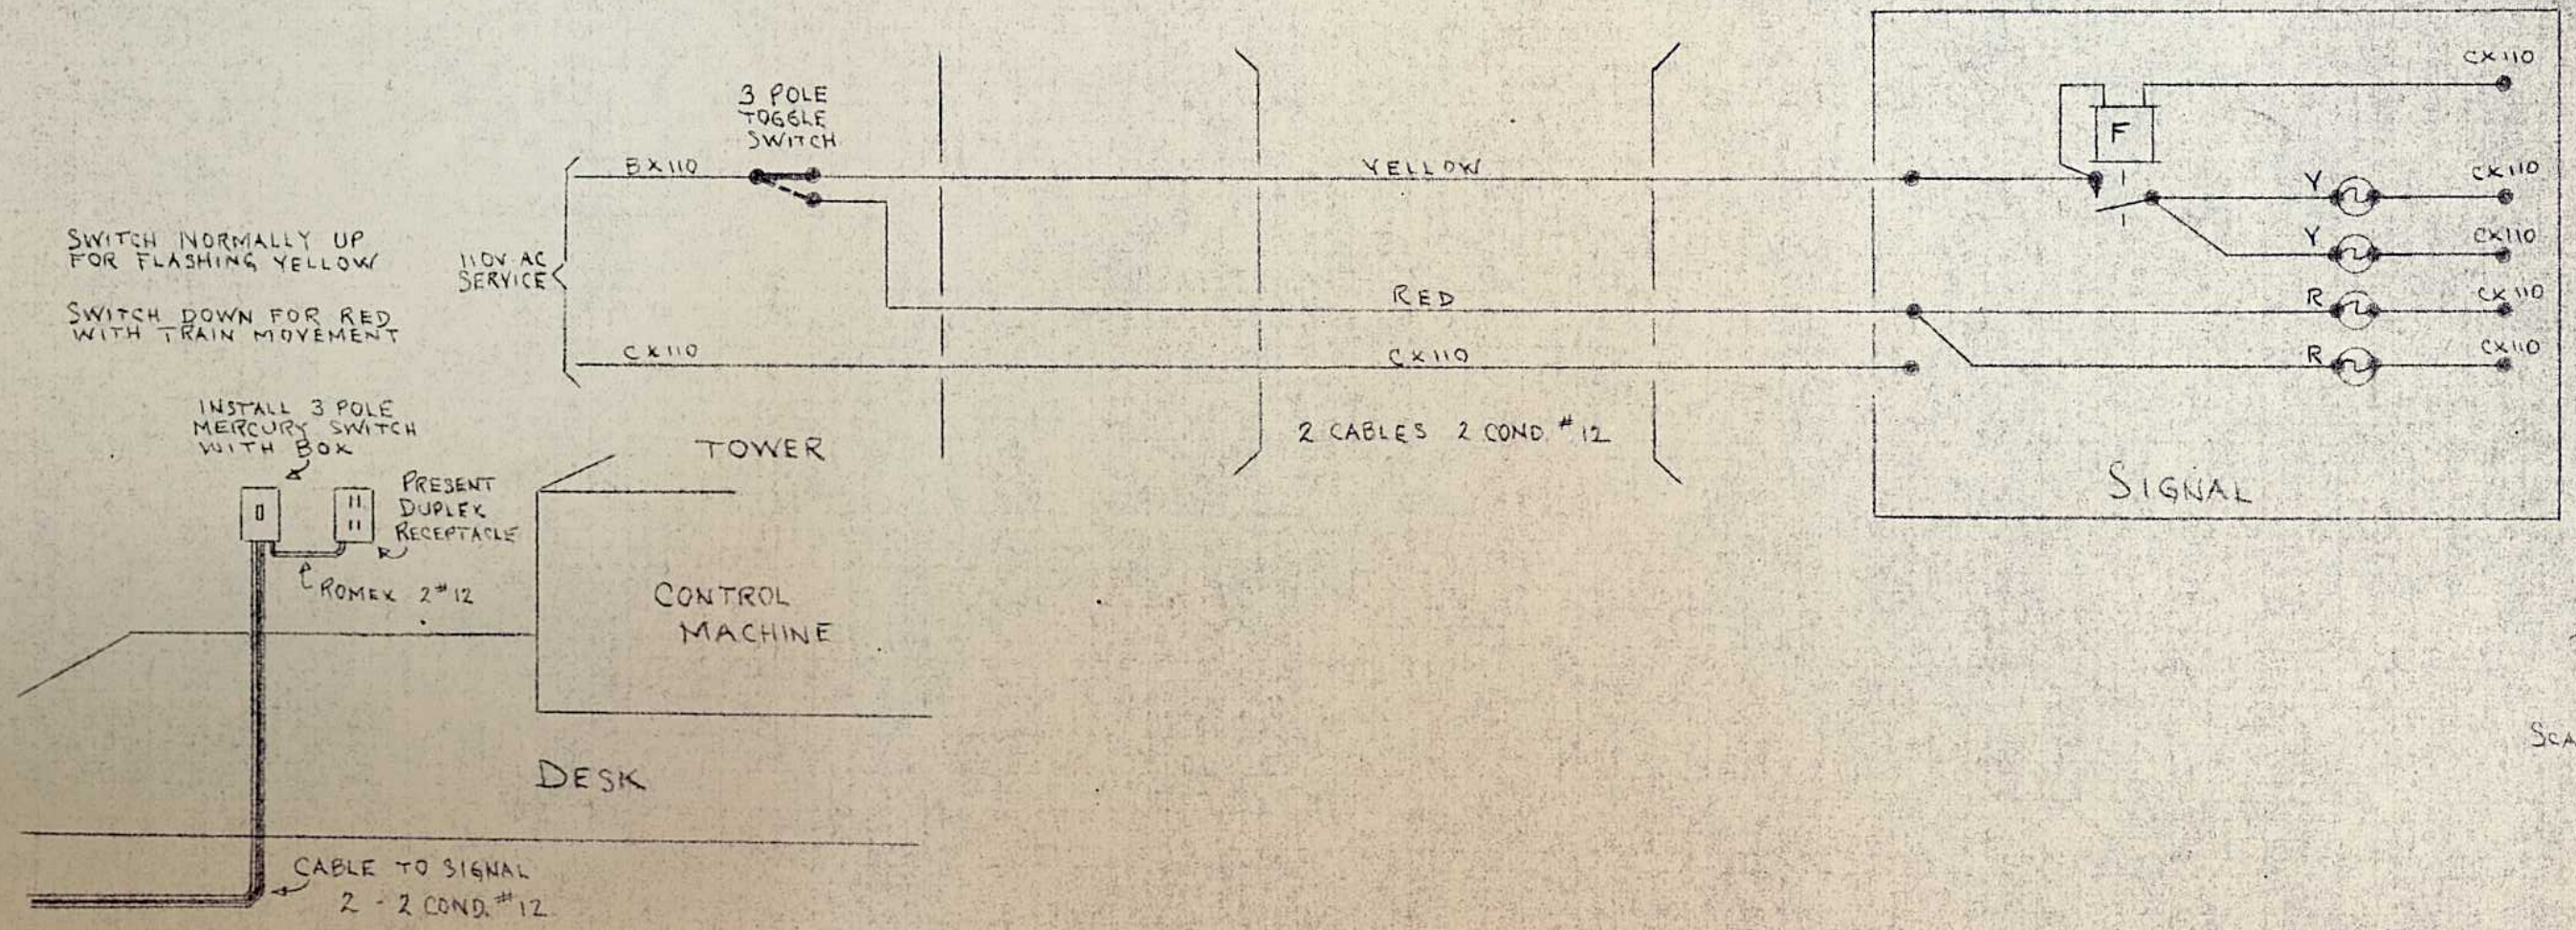 3 POLE
TOGGLE
SWITCH
BX110
YELLOW
SWITCH NORMALLY UP
FOR FLASHING YELLOW
110V AC
SERVICE
SWITCH DOWN FOR RED
WITH TRAIN MOVEMENT
RED
CX110
CX110
INSTALL 3 POLE
MERCURY SWITCH
WITH BOX
TOWER
2 CABLES 2 COND. #12
PRESENT
DUPLEX
RECEPTACLE
ROMEX 2#12
CONTROL
MACHINE
DESK
CABLE TO SIGNAL
2 - 2 COND. #12
CX110
F
Y
CX110
Y
CX110
R
CX110
R
CX110
SIGNAL